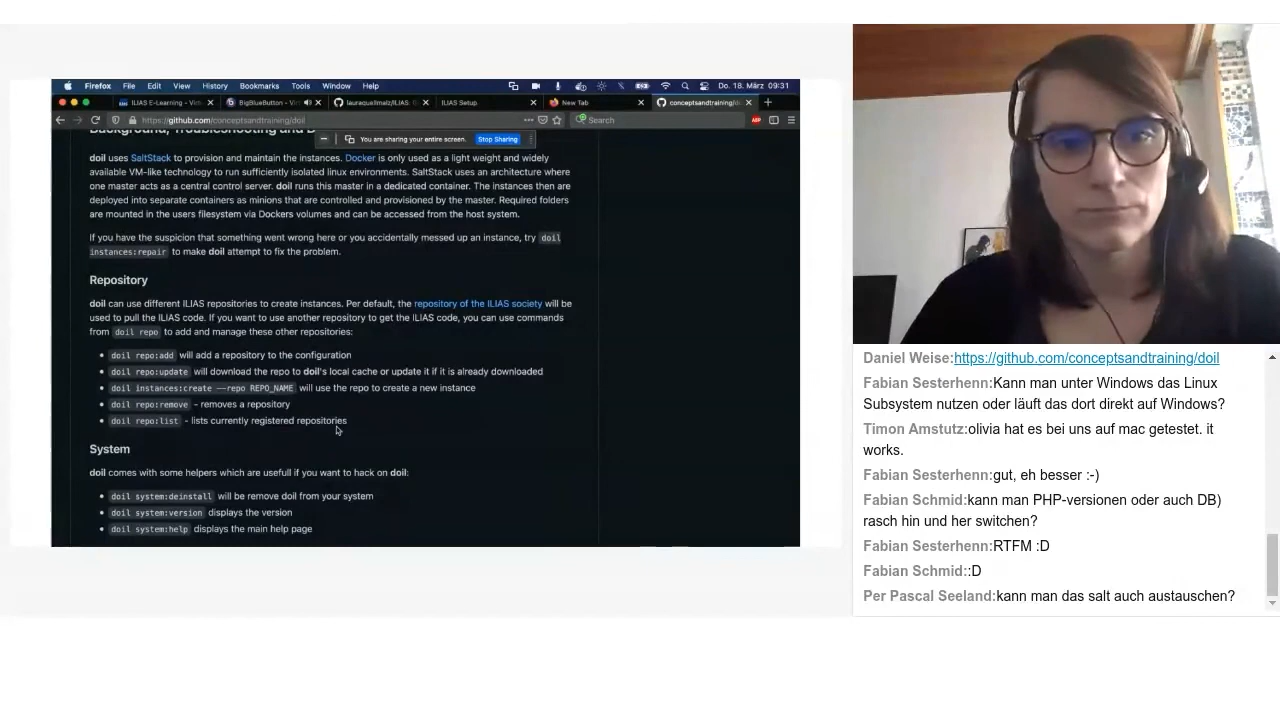 Firefox File Edit View History Bookmarks Tools Window Help Do. 18. März 09:31
ILIAS E-Learning - Vir BigBlueButton - Vir ILIAS Setup New Tab conceptsandtraining/d
https://github.com/conceptsandtraining/doil Search
You are sharing your entire screen. Stop Sharing
Background, Troubleshooting and
doil uses SaltStack to provision and maintain the instances. Docker is only used as a light weight and widely
available VM-like technology to run sufficiently isolated linux environments. SaltStack uses an architecture where
one master acts as a central control server. doil runs this master in a dedicated container. The instances then are
deployed into separate containers as minions that are controlled and provisioned by the master. Required folders
are mounted in the users filesystem via Dockers volumes and can be accessed from the host system.
If you have the suspicion that something went wrong here or you accidentally messed up an instance, try doil
instances:repair to make doil attempt to fix the problem.
Repository
doil can use different ILIAS repositories to create instances. Per default, the repository of the ILIAS society will be
used to pull the ILIAS code. If you want to use another repository to get the ILIAS code, you can use commands
from doil repo to add and manage these other repositories:
• doil repo:add will add a repository to the configuration
• doil repo:update will download the repo to doil's local cache or update it if it is already downloaded
• doil instances:create --repo REPO_NAME will use the repo to create a new instance
• doil repo:remove - removes a repository
• doil repo:list - lists currently registered repositories
System
doil comes with some helpers which are usefull if you want to hack on doil:
• doil system:deinstall will be remove doil from your system
• doil system:version displays the version
• doil system:help displays the main help page
Daniel Weise:https://github.com/conceptsandtraining/doil
Fabian Sesterhenn:Kann man unter Windows das Linux
Subsystem nutzen oder läuft das dort direkt auf Windows?
Timon Amstutz:olivia hat es bei uns auf mac getestet. it
works.
Fabian Sesterhenn:gut, eh besser :-)
Fabian Schmid:kann man PHP-versionen oder auch DB)
rasch hin und her switchen?
Fabian Sesterhenn:RTFM :D
Fabian Schmid::D
Per Pascal Seeland:kann man das salt auch austauschen?